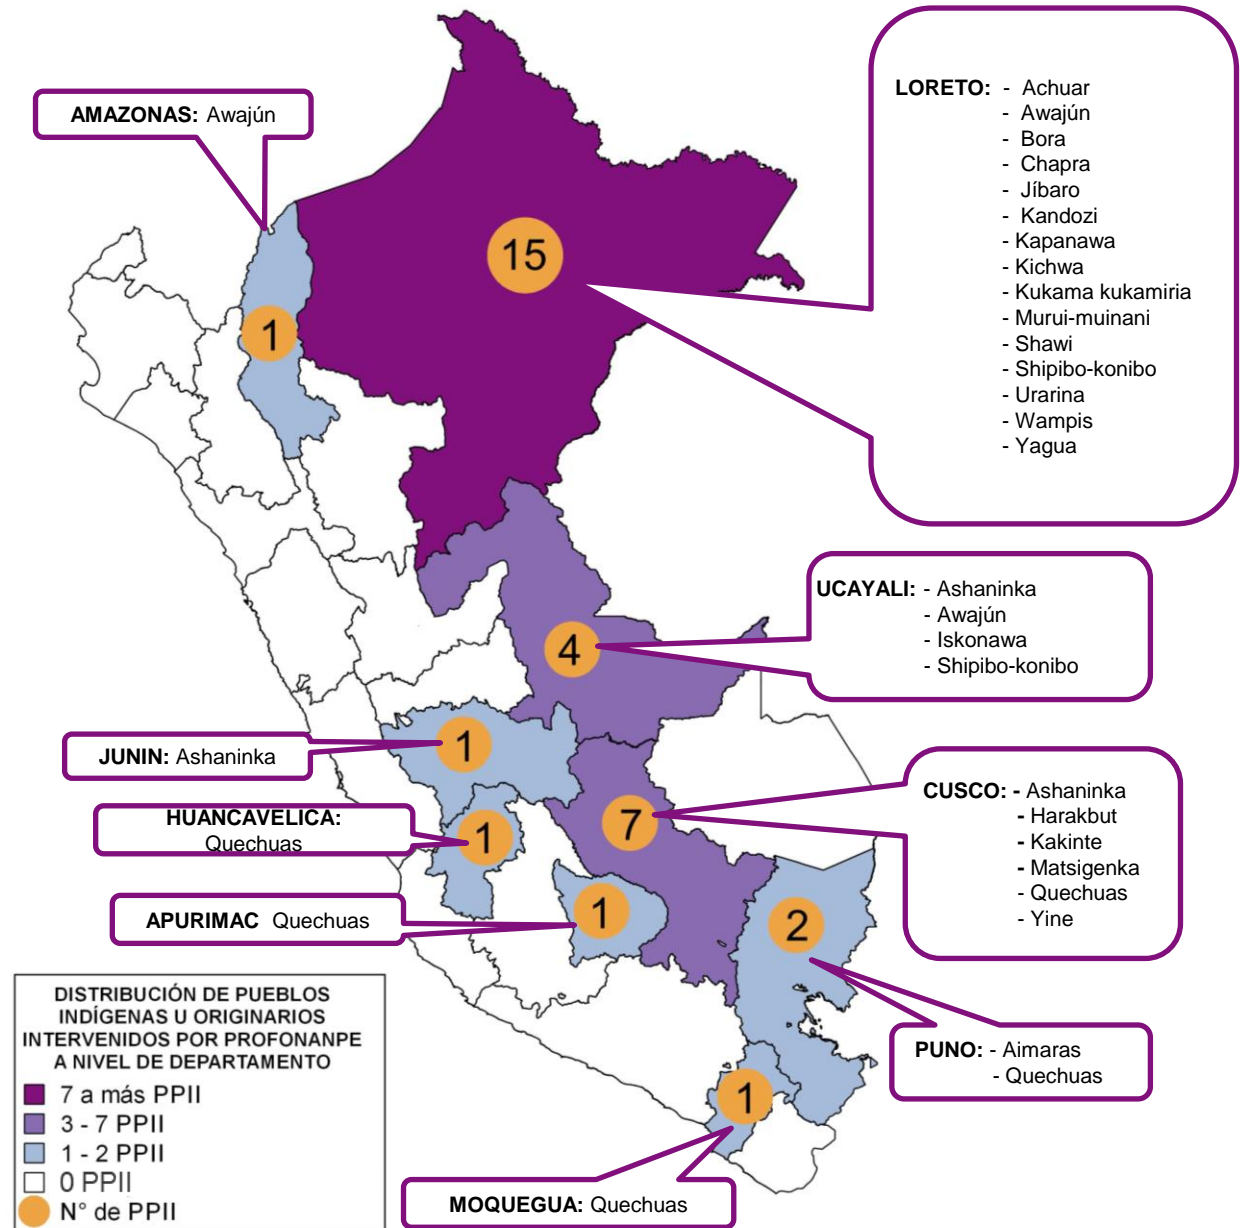 AMAZONAS: Awajún
LORETO: - Achuar
- Awajún
- Bora
- Chapra
- Jíbaro
- Kandozi
- Kapanawa
- Kichwa
- Kukama kukamiria
- Murui-muinani
- Shawi
- Shipibo-konibo
- Urarina
- Wampis
- Yagua
15
1
UCAYALI: - Ashaninka
- Awajún
- Iskonawa
- Shipibo-konibo
4
JUNIN: Ashaninka
1
CUSCO: - Ashaninka
- Harakbut
- Kakinte
- Matsigenka
- Quechuas
- Yine
7
HUANCAVELICA:
Quechuas
1
APURIMAC Quechuas
1
2
PUNO: - Aimaras
- Quechuas
1
MOQUEGUA: Quechuas
DISTRIBUCIÓN DE PUEBLOS
INDÍGENAS U ORIGINARIOS
INTERVENIDOS POR PROFONANPE
A NIVEL DE DEPARTAMENTO
7 a más PPII
3 - 7 PPII
1 - 2 PPII
0 PPII
N° de PPII